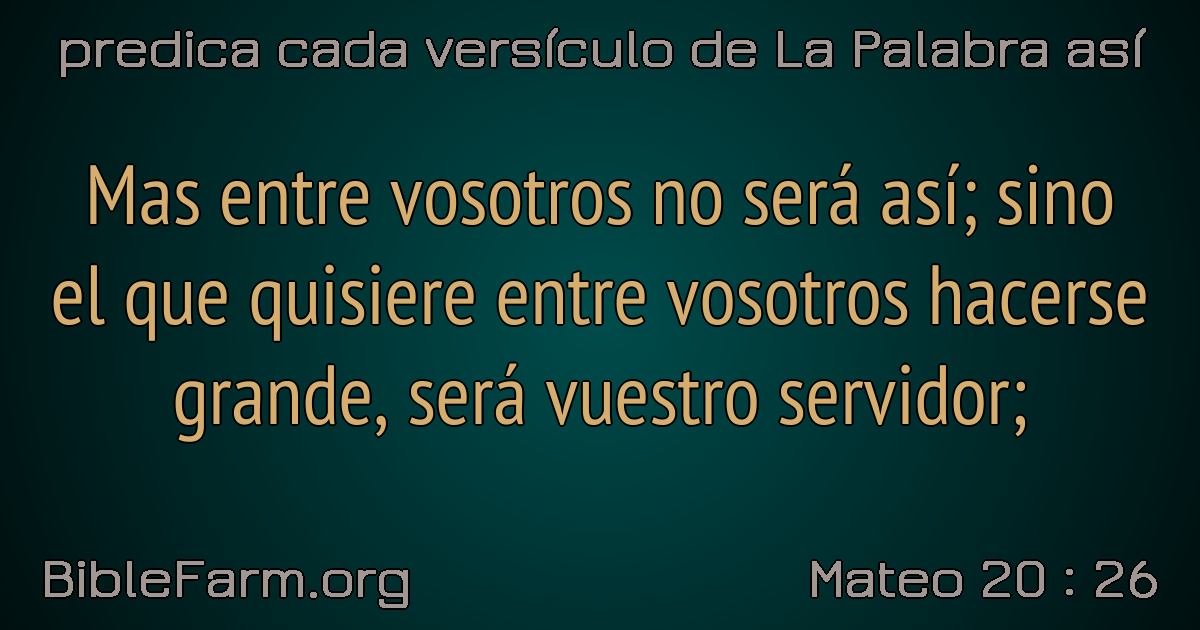 predica cada versículo de La Palabra así
Mas entre vosotros no será así; sino
el que quisiere entre vosotros hacerse
grande, será vuestro servidor;
BibleFarm.org
Mateo 20 : 26